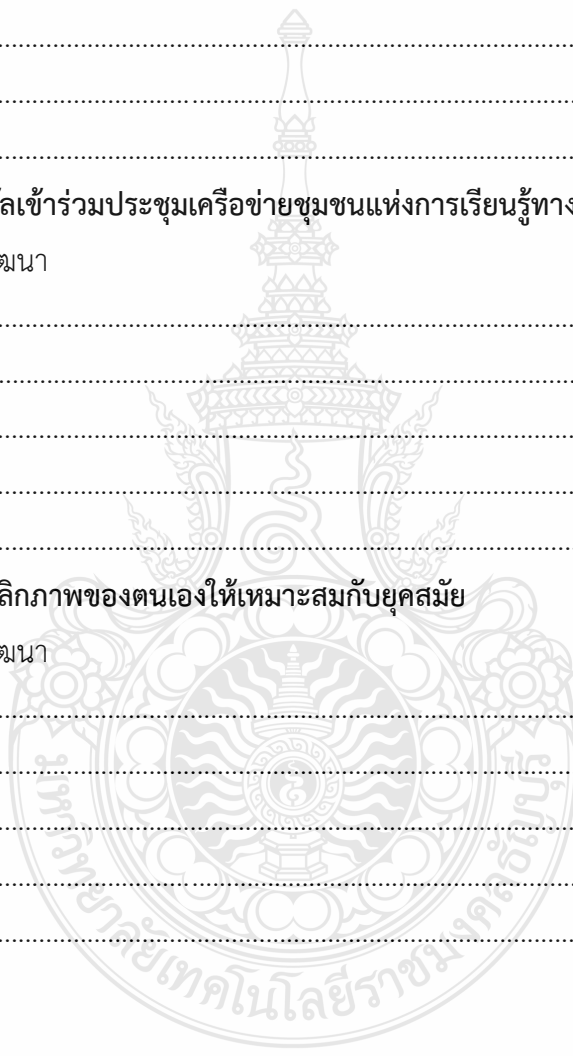 ลเข้าร่วมประชุมเครือข่ายชุมชนแห่งการเรียนรู้ทาง
ฒนา
ลิกภาพของตนเองให้เหมาะสมกับยุคสมัย
ฒนา
มหาวิทยาลัยเทคโนโลยีราชมงคลธัญบุรี